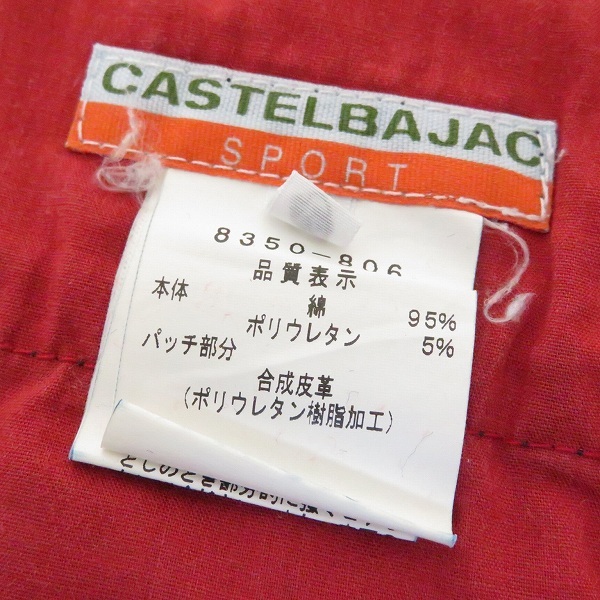 CASTELBAJAC
SPORT
8350-806
品質表示
本体
綿 95%
ポリウレタン 5%
パッチ部分
合成皮革
(ポリウレタン樹脂加工)